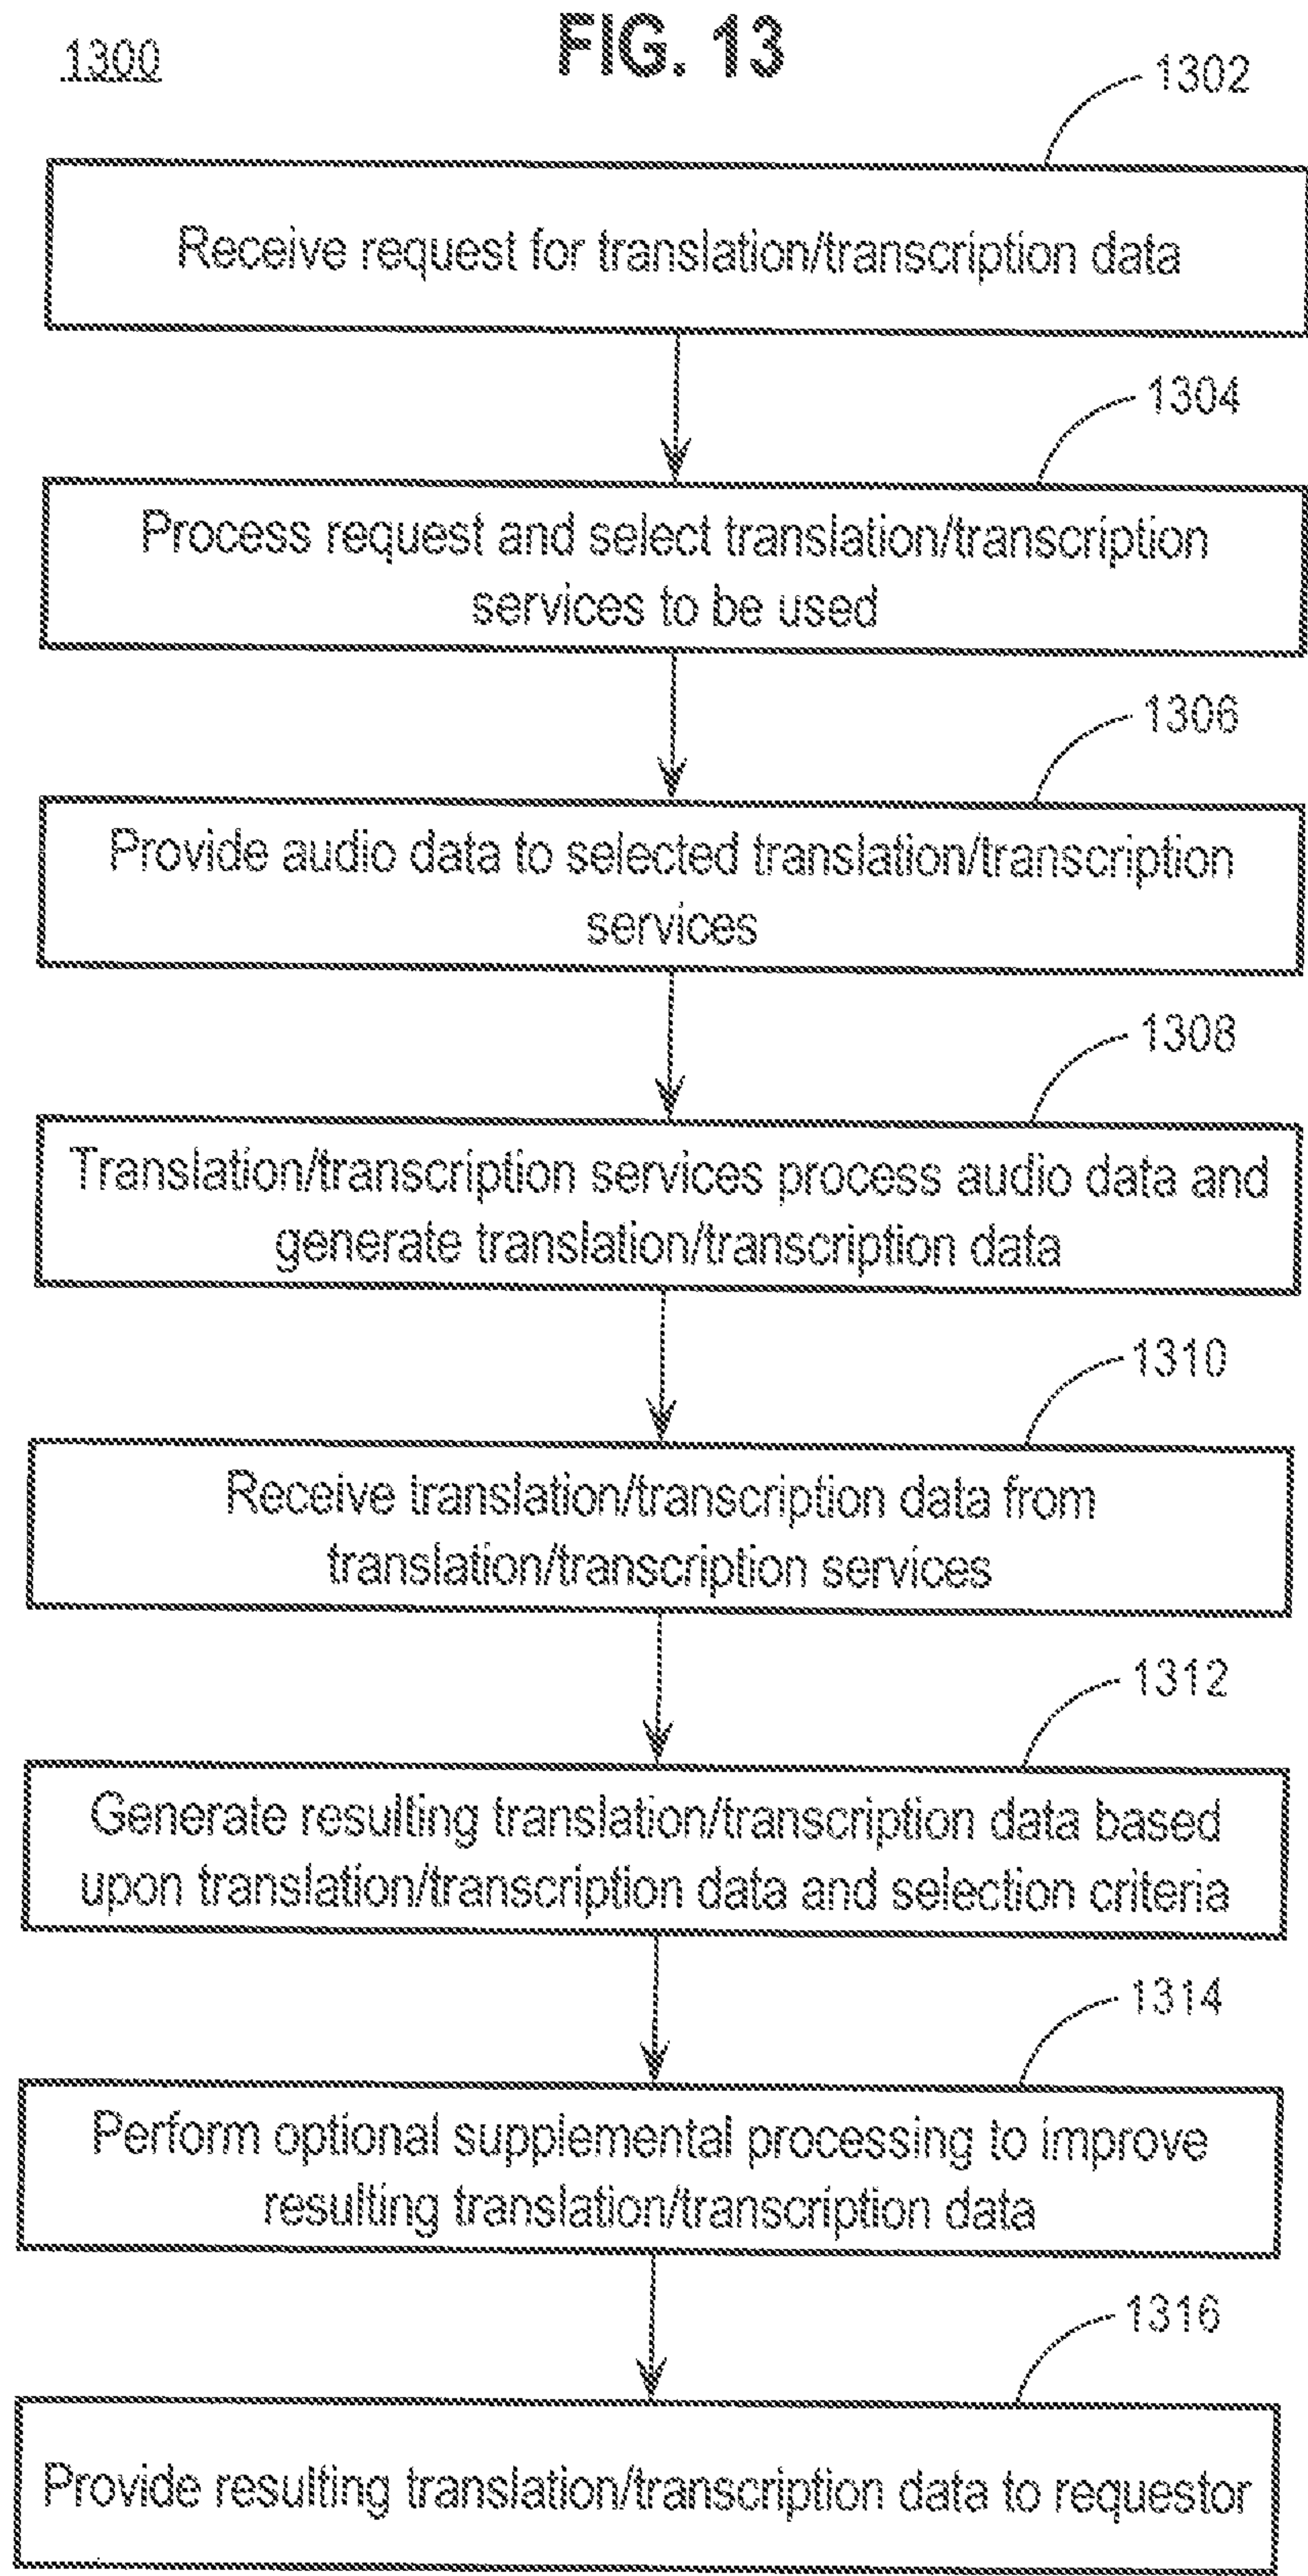 FIG. 13
1300
1302
Receive request for translation/transcription data
1304
Process request and select translation/transcription
services to be used
1306
Provide audio data to selected translation/transcription
services
1308
Translation/transcription services process audio data and
generate translation/transcription data
1310
Receive translation/transcription data from
translation/transcription services
1312
Generate resulting translation/transcription data based
upon translation/transcription data and selection criteria
1314
Perform optional supplemental processing to improve
resulting translation/transcription data
1316
Provide resulting translation/transcription data to requestor